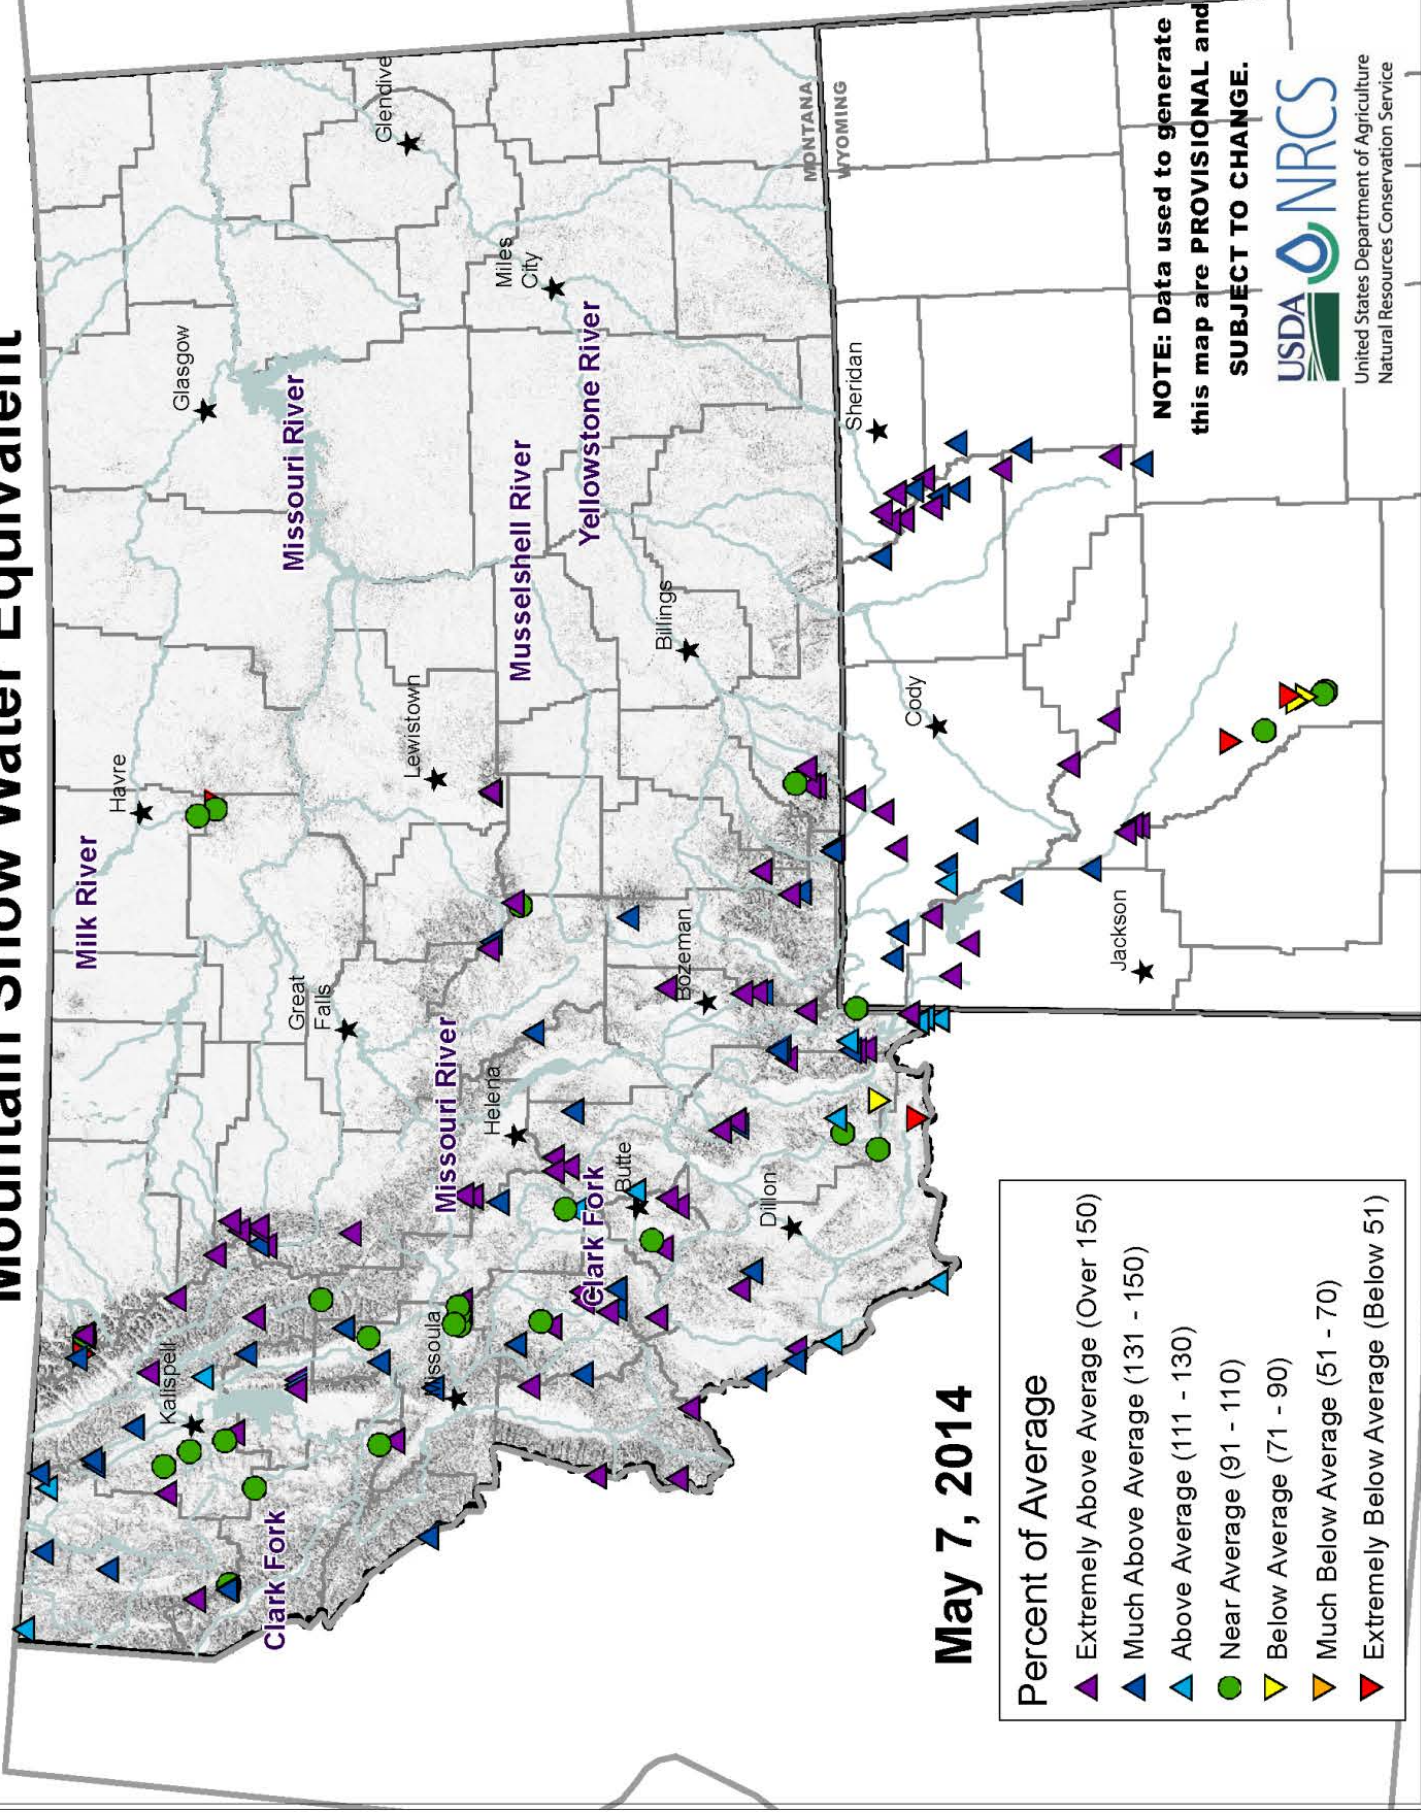 Mountain Snow Water Equivalent
Milk River
Havre
Glasgow
Kalispell
Clark Fork
Great
Falls
Missouri River
Missouri River
Lewistown
Glendive
Missoula
Helena
Musselshell River
Miles
City
Clark Fork
Butte
Yellowstone River
Bozeman
Billings
Dillon
MONTANA
WYOMING
Sheridan
Cody
Jackson
May 7, 2014
Percent of Average
Extremely Above Average (Over 150)
Much Above Average (131 - 150)
Above Average (111 - 130)
Near Average (91 - 110)
Below Average (71 - 90)
Much Below Average (51 - 70)
Extremely Below Average (Below 51)
NOTE: Data used to generate
this map are PROVISIONAL and
SUBJECT TO CHANGE.
USDA NRCS
United States Department of Agriculture
Natural Resources Conservation Service